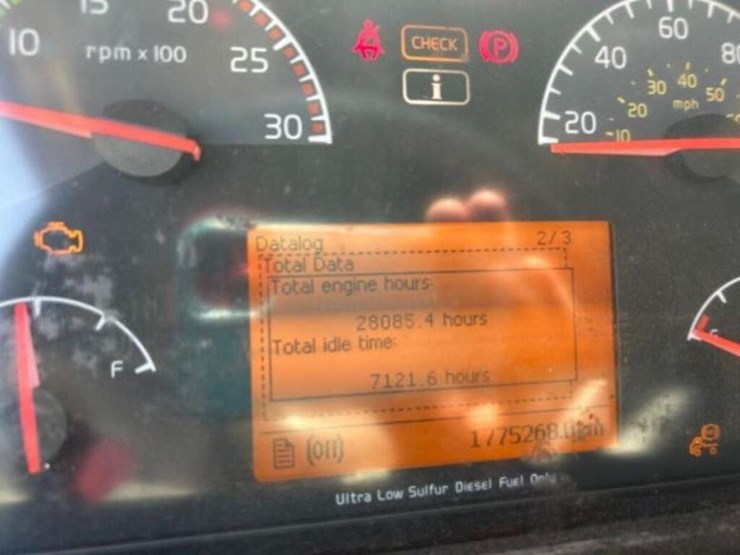 10 15 20 25 30
rpm x 100
CHECK
P
i
20 40 60 80
10 20 30 40 50
mph
Datalog 2/3
Total Data
Total engine hours:
28085.4 hours
Total idle time:
7121.6 hours
F
Ultra Low Sulfur Diesel Fuel Only